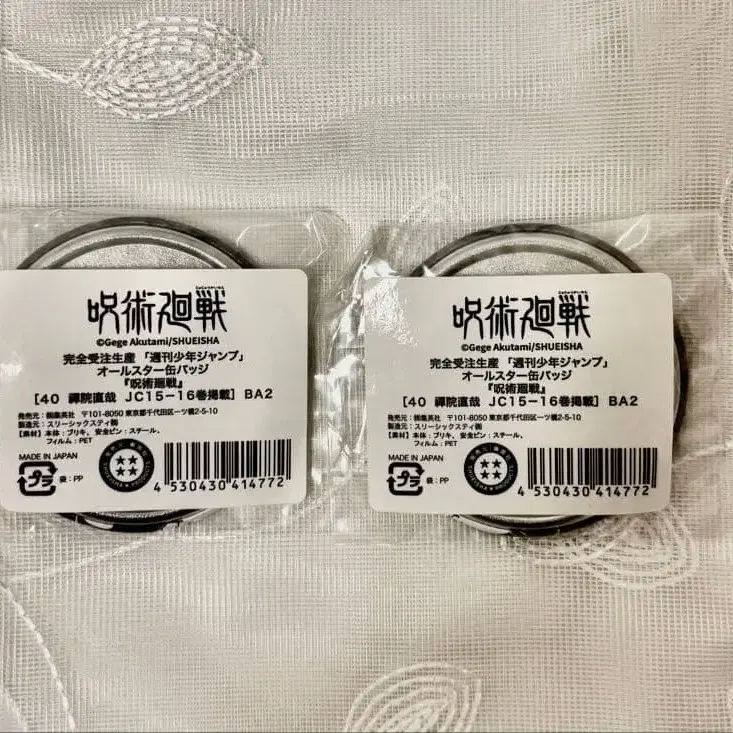 呪術廻戦
©Gege Akutami/SHUEISHA
完全受注生産 「週刊少年ジャンプ」
オールスター缶バッジ
『呪術廻戦』
[40 禪院直哉 JC15-16巻掲載] BA2
発売元:㈱集英社 〒101-8050 東京都千代田区一ツ橋2-5-10
製造元:スリーシックスティ㈱
【素材】本体:ブリキ、安全ピン:スチール、
フィルム:PET
MADE IN JAPAN
プラ
袋:PP
4 530430 414772
呪術廻戦
©Gege Akutami/SHUEISHA
完全受注生産 「週刊少年ジャンプ」
オールスター缶バッジ
『呪術廻戦』
[40 禪院直哉 JC15-16巻掲載] BA2
発売元:㈱集英社 〒101-8050 東京都千代田区一ツ橋2-5-10
製造元:スリーシックスティ㈱
【素材】本体:ブリキ、安全ピン:スチール、
フィルム:PET
MADE IN JAPAN
プラ
袋:PP
4 530430 414772